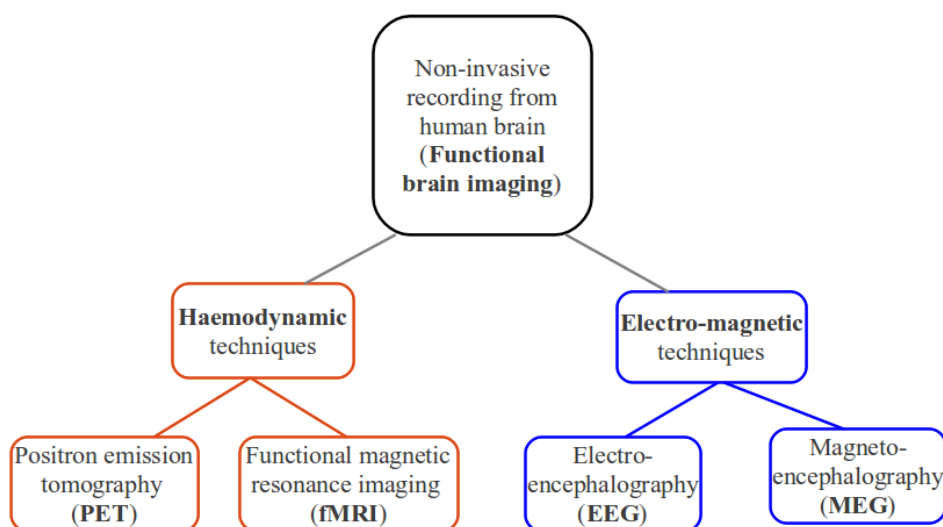 Non-invasive
recording from
human brain
(Functional
brain imaging)
Haemodynamic
techniques
Electro-magnetic
techniques
Positron emission
tomography
(PET)
Functional magnetic
resonance imaging
(fMRI)
Electro-
encephalography
(EEG)
Magneto-
encephalography
(MEG)